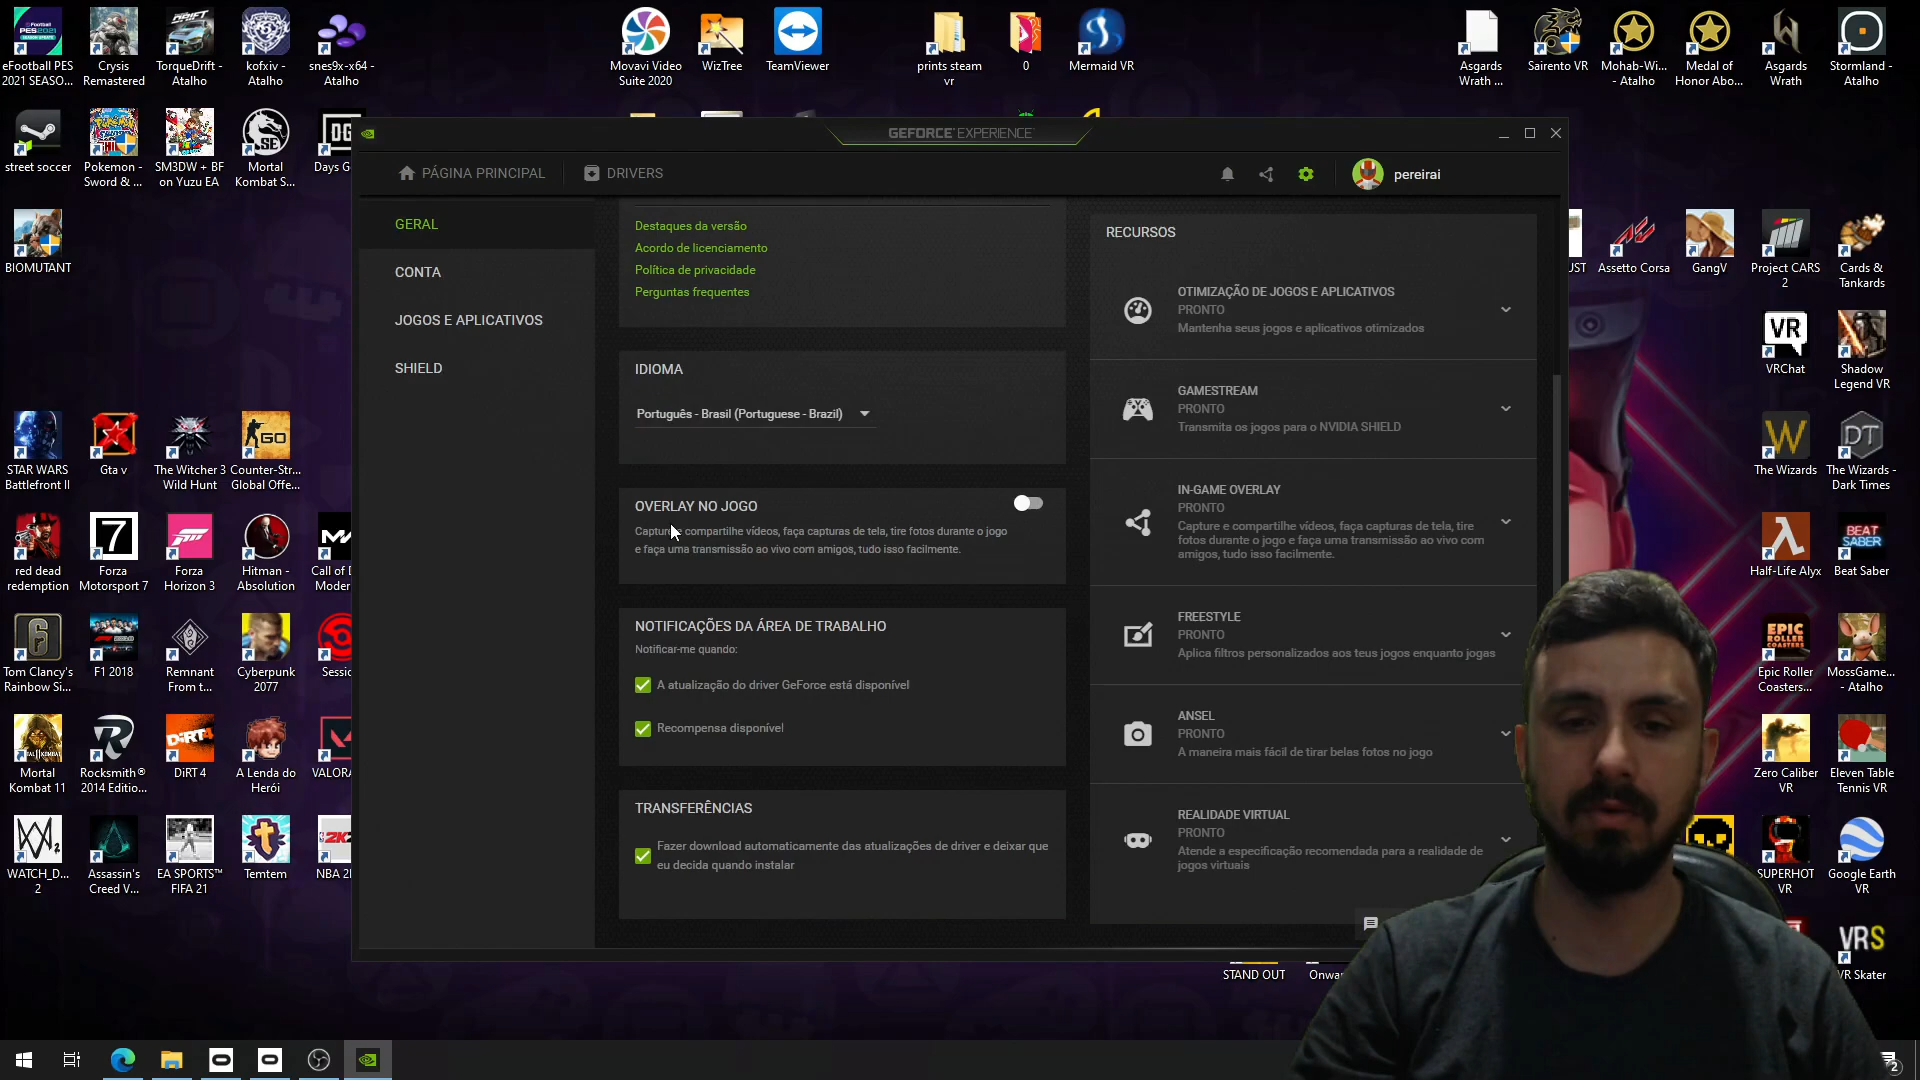 eFootball PES
2021 SEASO...
Crysis
Remastered
TorqueDrift -
Atalho
kofxiv -
Atalho
snes9x-x64 -
Atalho
Movavi Video
Suite 2020
WizTree
TeamViewer
prints steam
vr
0
Mermaid VR
Asgards
Wrath ...
Sairento VR
Mohab-Wi...
- Atalho
Medal of
Honor Abo...
Asgards
Wrath
Stormland -
Atalho
street soccer
Pokemon -
Sword & ...
SM3DW + BF
on Yuzu EA
Mortal
Kombat S...
Days G
GEFORCE EXPERIENCE
PÁGINA PRINCIPAL
DRIVERS
pereirai
GERAL
CONTA
JOGOS E APLICATIVOS
SHIELD
Destaques da versão
Acordo de licenciamento
Política de privacidade
Perguntas frequentes
IDIOMA
Português - Brasil (Portuguese - Brazil)
OVERLAY NO JOGO
Capture e compartilhe vídeos, faça capturas de tela, tire fotos durante o jogo
e faça uma transmissão ao vivo com amigos, tudo isso facilmente.
NOTIFICAÇÕES DA ÁREA DE TRABALHO
Notificar-me quando:
A atualização do driver GeForce está disponível
Recompensa disponível
TRANSFERÊNCIAS
Fazer download automaticamente das atualizações de driver e deixar que
eu decida quando instalar
RECURSOS
OTIMIZAÇÃO DE JOGOS E APLICATIVOS
PRONTO
Mantenha seus jogos e aplicativos otimizados
GAMESTREAM
PRONTO
Transmita os jogos para o NVIDIA SHIELD
IN-GAME OVERLAY
PRONTO
Capture e compartilhe vídeos, faça capturas de tela, tire
fotos durante o jogo e faça uma transmissão ao vivo com
amigos, tudo isso facilmente.
FREESTYLE
PRONTO
Aplica filtros personalizados aos teus jogos enquanto jogas
ANSEL
PRONTO
A maneira mais fácil de tirar belas fotos no jogo
REALIDADE VIRTUAL
PRONTO
Atende a especificação recomendada para a realidade de
jogos virtuais
BIOMUTANT
STAR WARS
Battlefront II
Gta v
The Witcher 3
Wild Hunt
Counter-Str...
Global Offe...
red dead
redemption
Forza
Motorsport 7
Forza
Horizon 3
Hitman -
Absolution
Call of D
Moder
Tom Clancy's
Rainbow Si...
F1 2018
Remnant
From t...
Cyberpunk
2077
Sessic
Mortal
Kombat 11
Rocksmith®
2014 Editio...
DiRT 4
A Lenda do
Herói
VALORA
WATCH_D...
2
Assassin's
Creed V...
EA SPORTS™
FIFA 21
Temtem
NBA 2
UST
Assetto Corsa
GangV
Project CARS
2
Cards &
Tankards
VRChat
Shadow
Legend VR
The Wizards
The Wizards -
Dark Times
Half-Life Alyx
Beat Saber
Epic Roller
Coasters...
MossGame...
- Atalho
Zero Caliber
VR
Eleven Table
Tennis VR
SUPERHOT
VR
Google Earth
VR
VR Skater
STAND OUT
Onwar
2